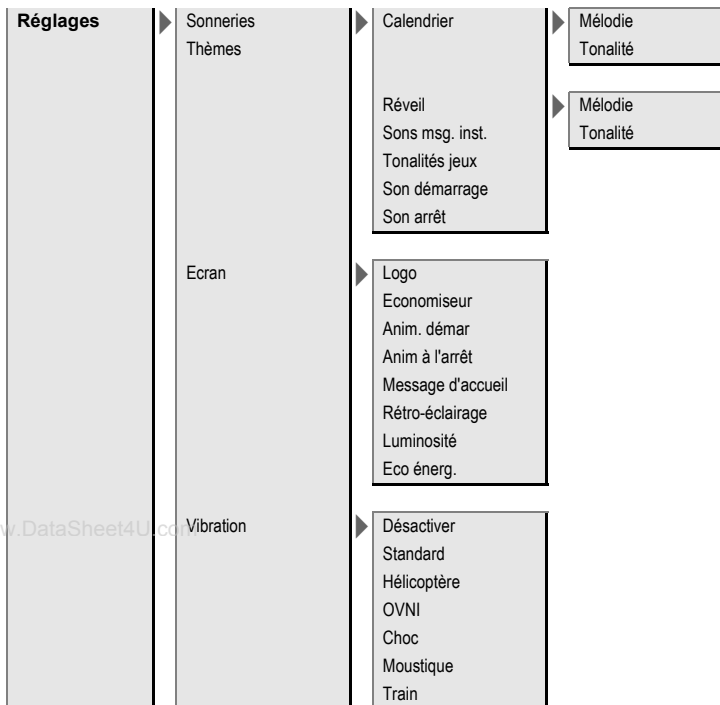 Réglages
Sonneries
Calendrier
Mélodie
Thèmes
Tonalité
Réveil
Mélodie
Sons msg. inst.
Tonalité
Tonalités jeux
Son démarrage
Son arrêt
Ecran
Logo
Economiseur
Anim. démar
Anim à l'arrêt
Message d'accueil
Rétro-éclairage
Luminosité
Eco énerg.
w.DataSheet4U.com
Vibration
Désactiver
Standard
Hélicoptère
OVNI
Choc
Moustique
Train